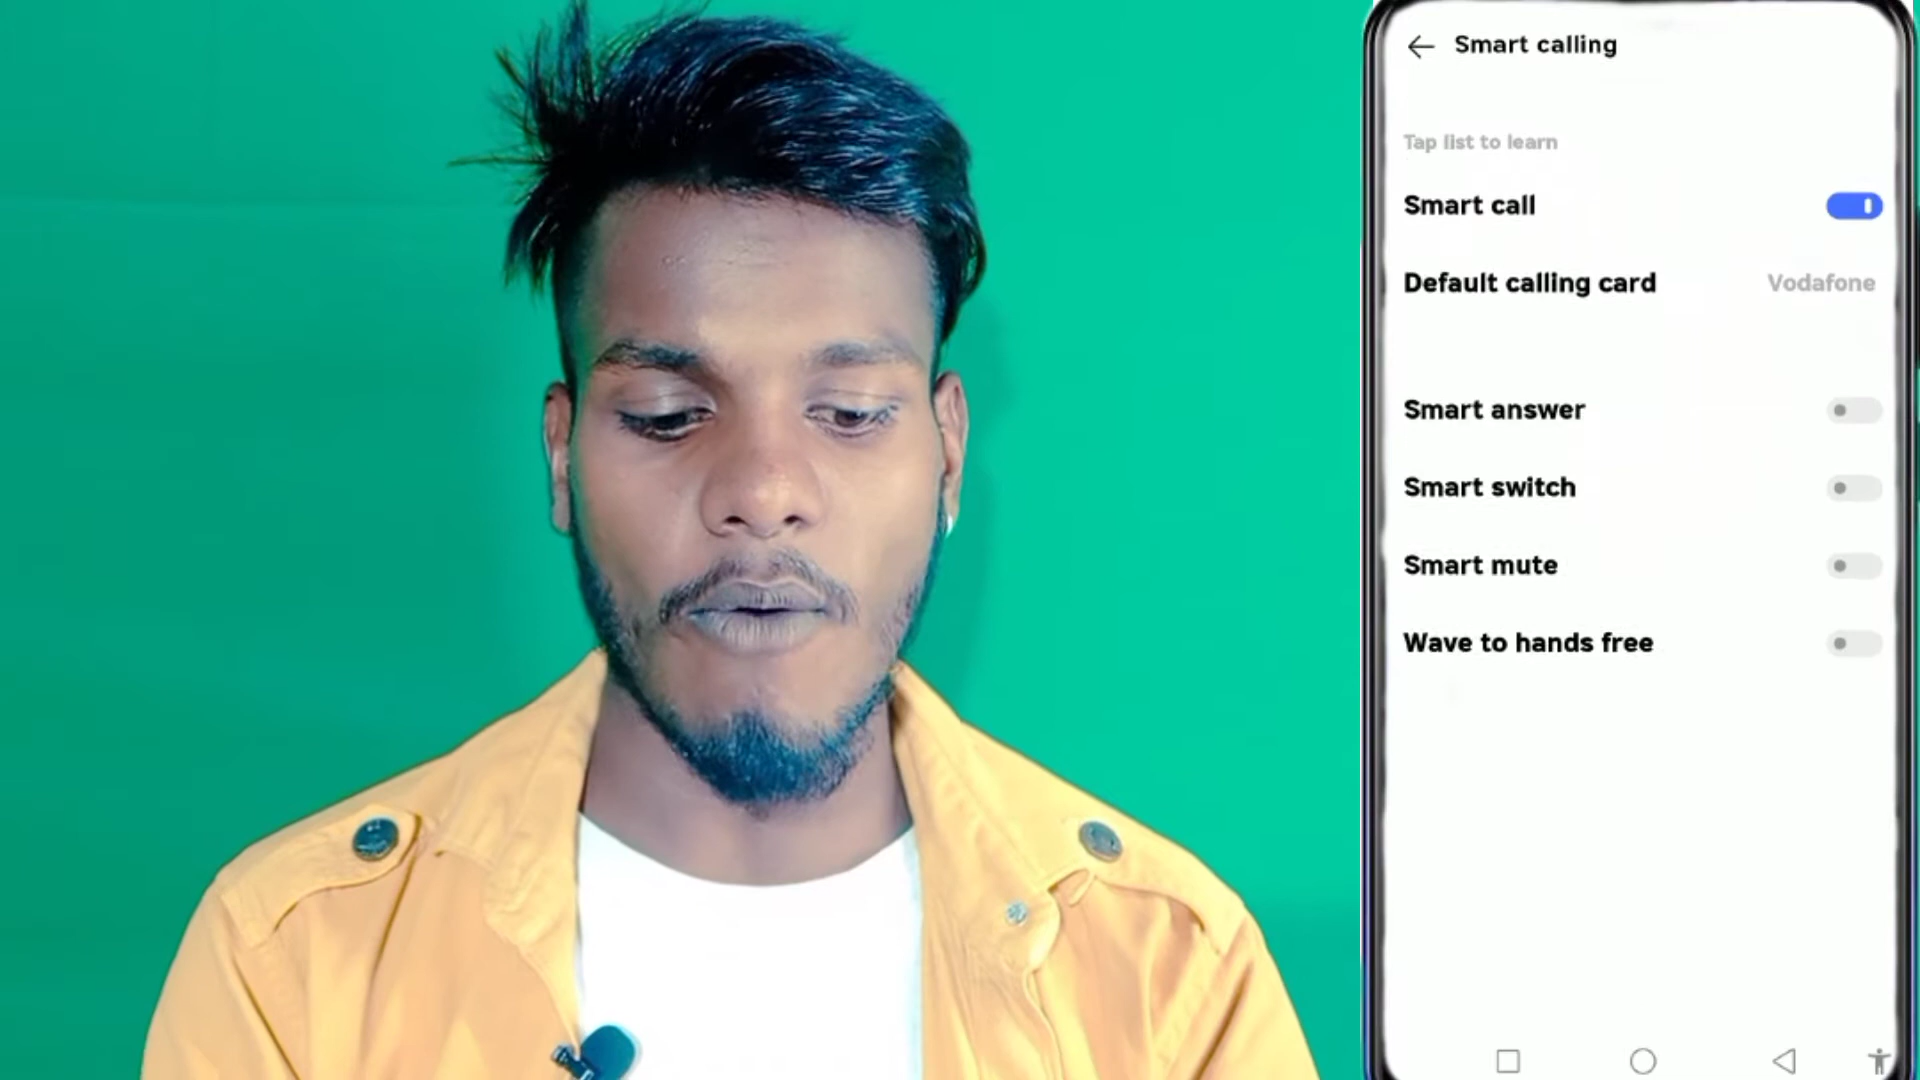 Smart calling
Tap list to learn
Smart call
Default calling card Vodafone
Smart answer
Smart switch
Smart mute
Wave to hands free